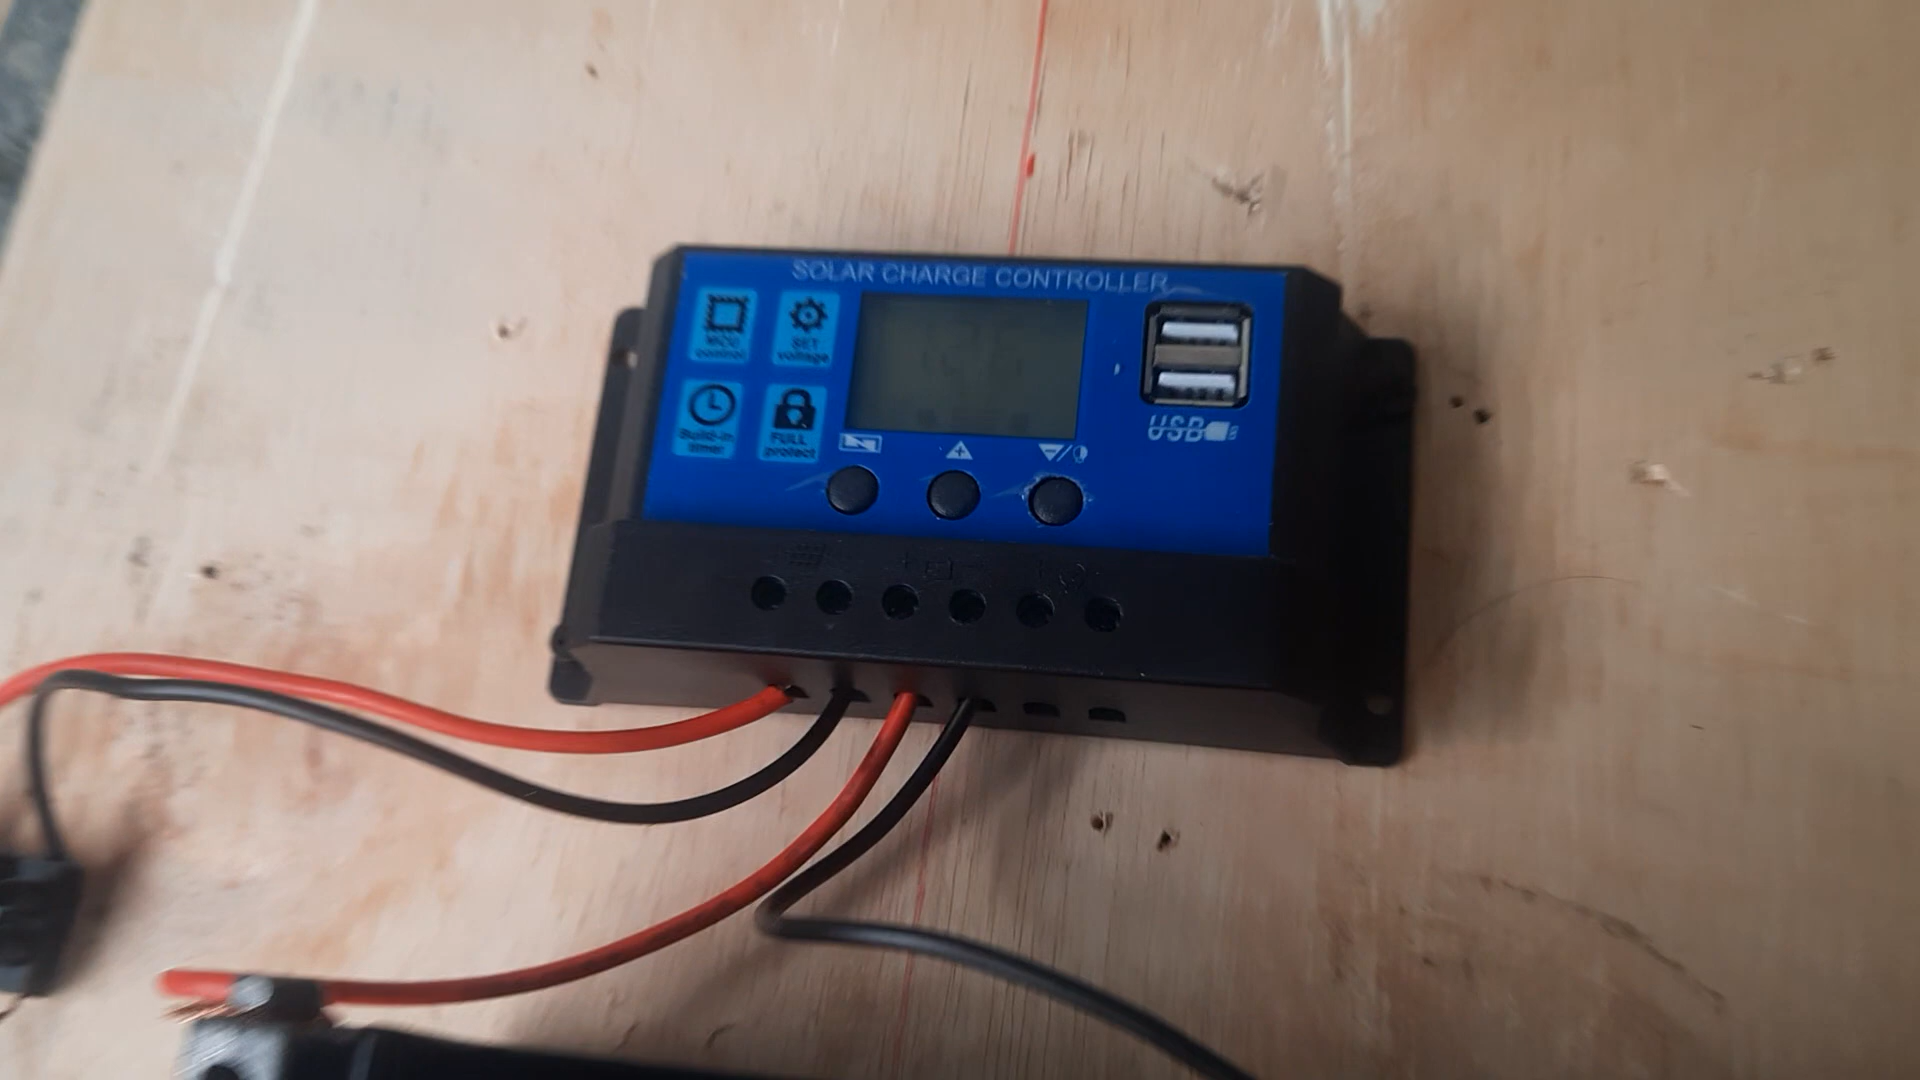 SOLAR CHARGE CONTROLLER
MCU
control
SET
voltage
Build-in
timer
FULL
protect
USB